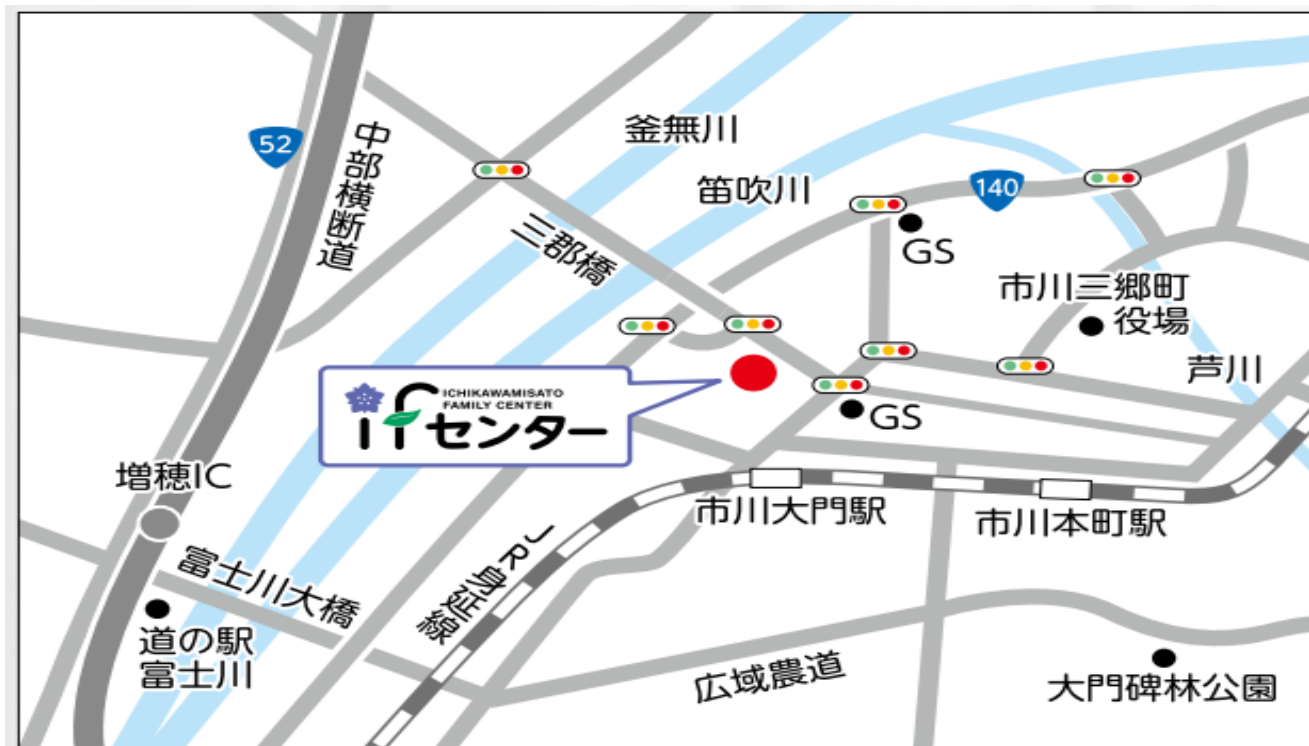 52
中部横断道
釜無川
笛吹川
三郡橋
140
GS
市川三郷町
役場
芦川
ICHIKAWAMISATO
FAMILY CENTER
ifセンター
GS
増穂IC
市川大門駅
市川本町駅
富士川大橋
JR身延線
道の駅
富士川
広域農道
大門碑林公園